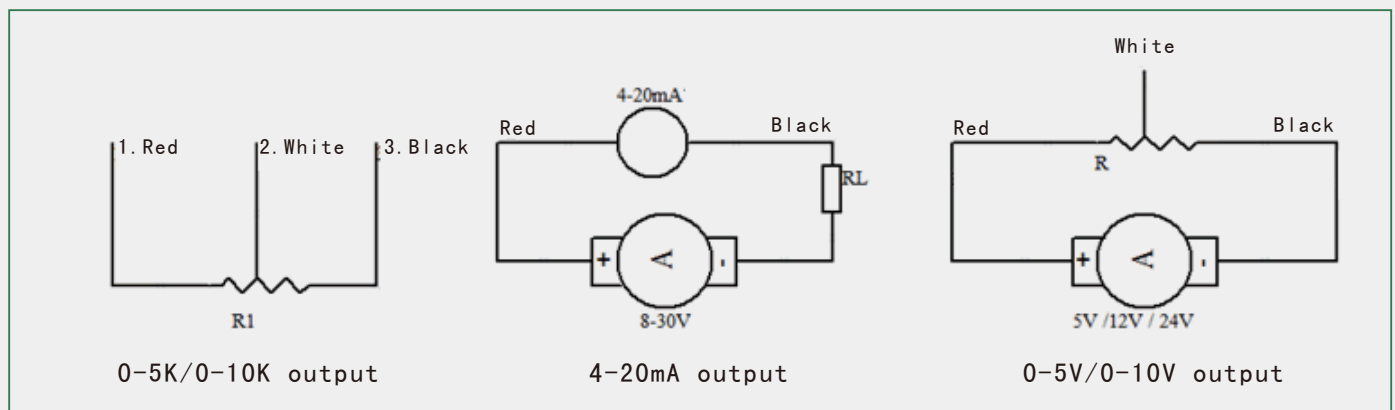 1.Red
2.White
3.Black
R1
0-5K/0-10K output
4-20mA
Red
Black
RL
+
A
-
8-30V
4-20mA output
White
Red
Black
R
+
A
-
5V /12V / 24V
0-5V/0-10V output